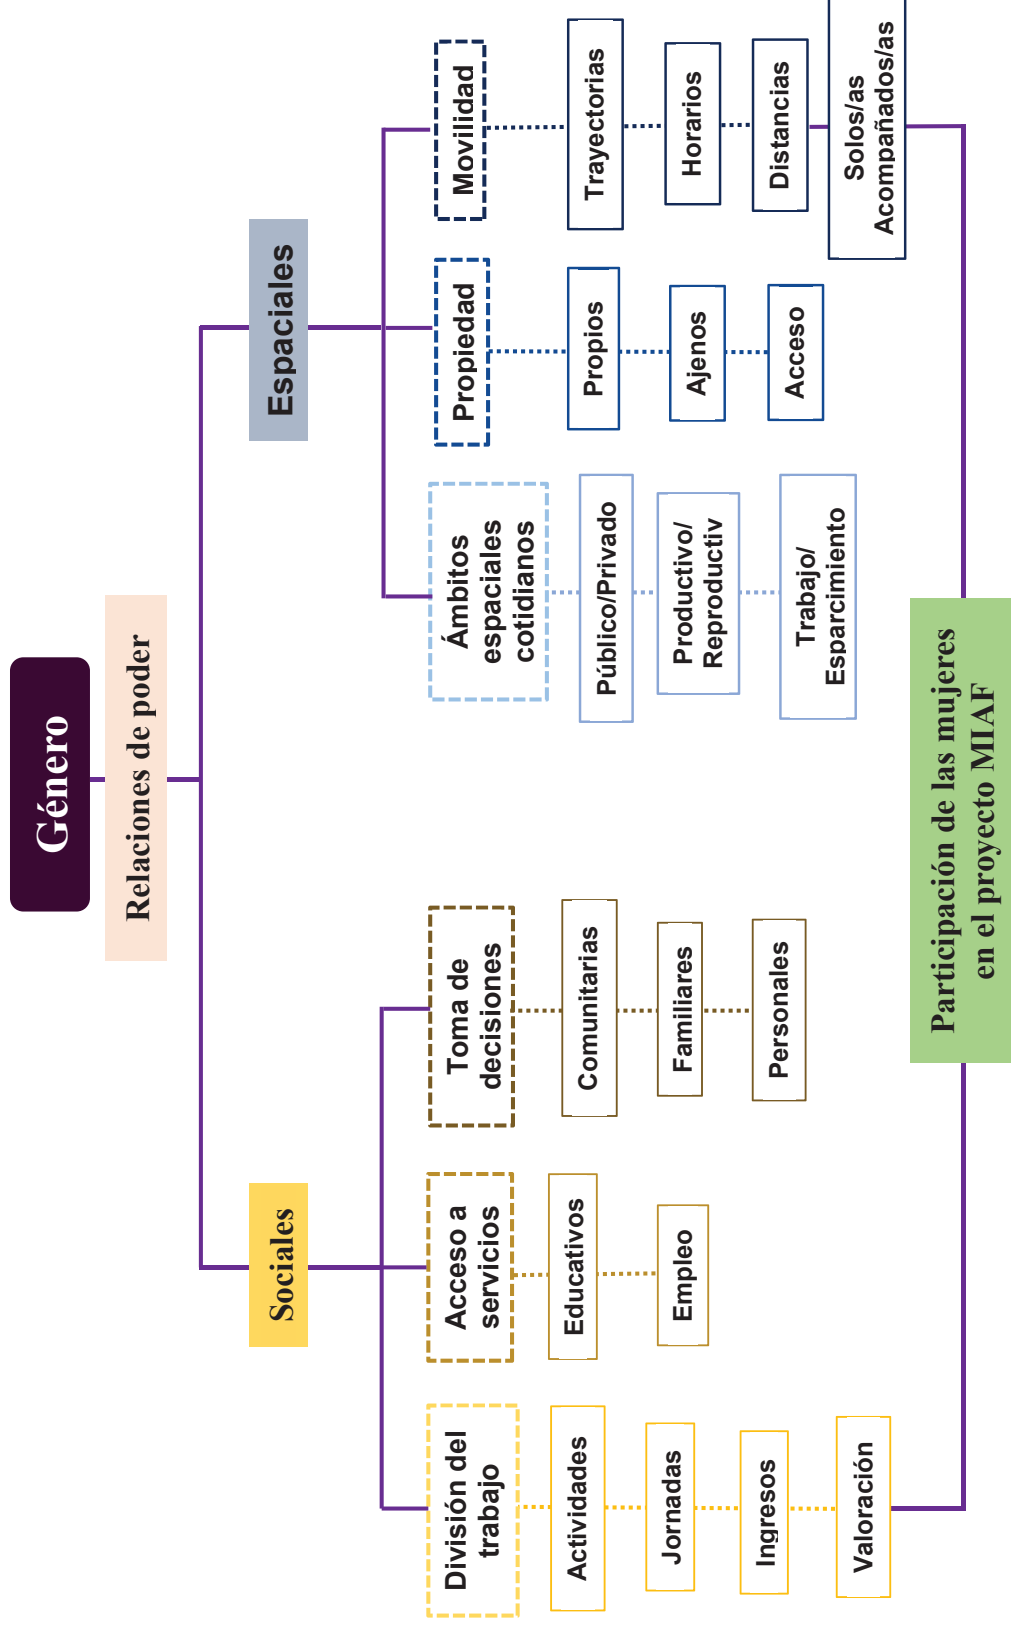 Género
Relaciones de poder
Sociales
Espaciales
División del
trabajo
Actividades
Jornadas
Ingresos
Valoración
Acceso a
servicios
Educativos
Empleo
Toma de
decisiones
Comunitarias
Familiares
Personales
Ámbitos
espaciales
cotidianos
Público/Privado
Productivo/
Reproductiv
Trabajo/
Esparcimiento
Propiedad
Propios
Ajenos
Acceso
Movilidad
Trayectorias
Horarios
Distancias
Solos/as
Acompañados/as
Participación de las mujeres
en el proyecto MIAF